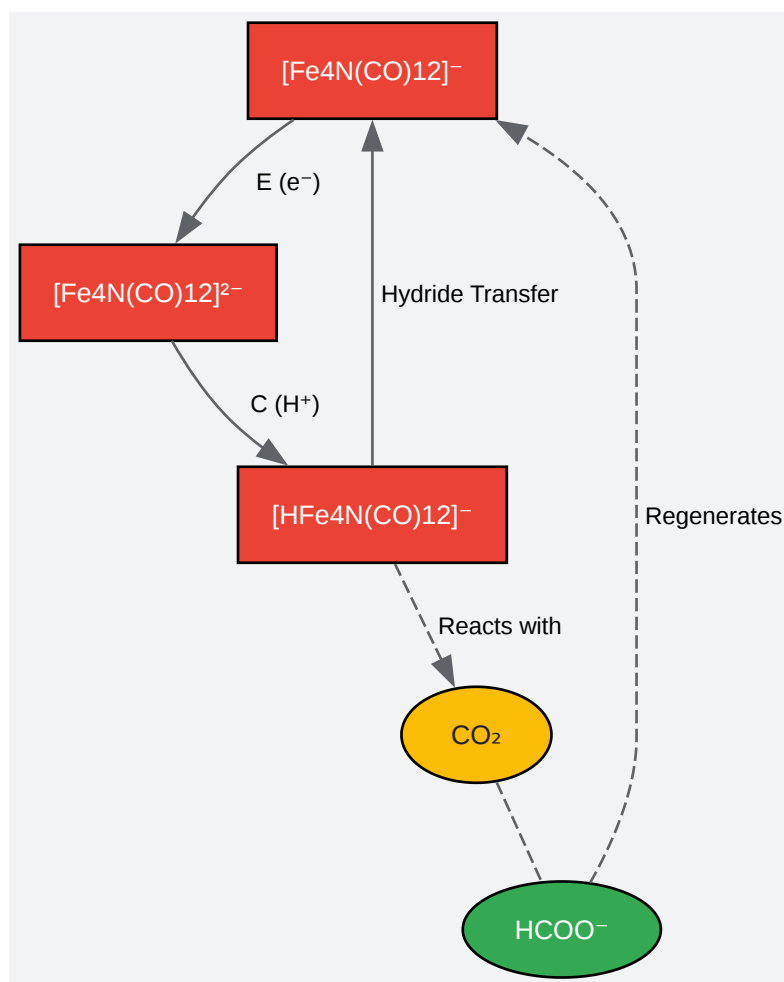 [Fe4N(CO)12]⁻
E (e⁻)
[Fe4N(CO)12]²⁻
Hydride Transfer
C (H⁺)
[HFe4N(CO)12]⁻
Regenerates
Reacts with
CO₂
HCOO⁻